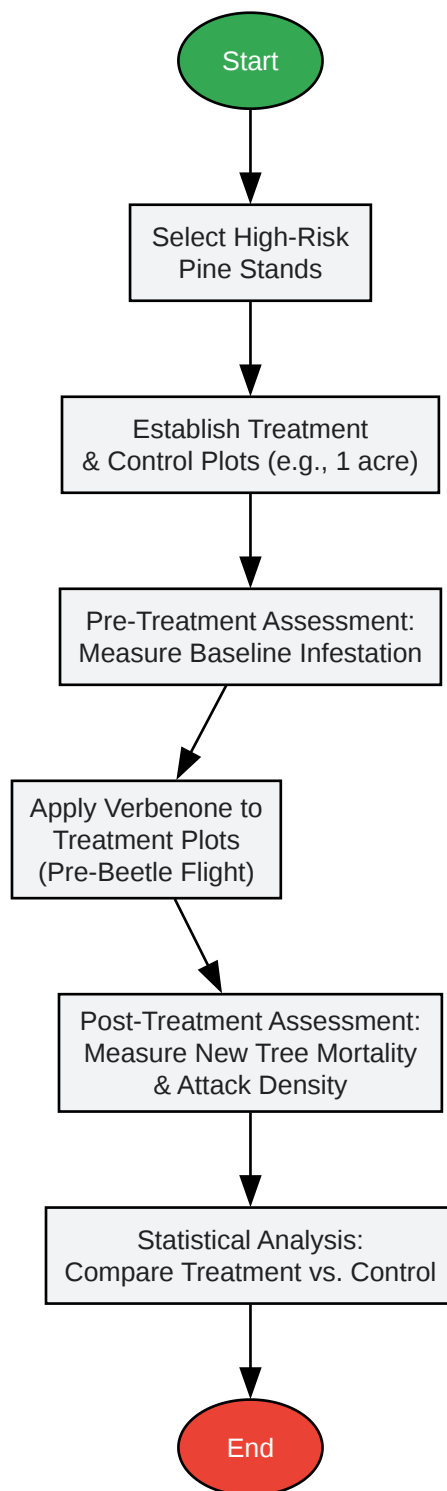 Start
Select High-Risk
Pine Stands
Establish Treatment
& Control Plots (e.g., 1 acre)
Pre-Treatment Assessment:
Measure Baseline Infestation
Apply Verbenone to
Treatment Plots
(Pre-Beetle Flight)
Post-Treatment Assessment:
Measure New Tree Mortality
& Attack Density
Statistical Analysis:
Compare Treatment vs. Control
End